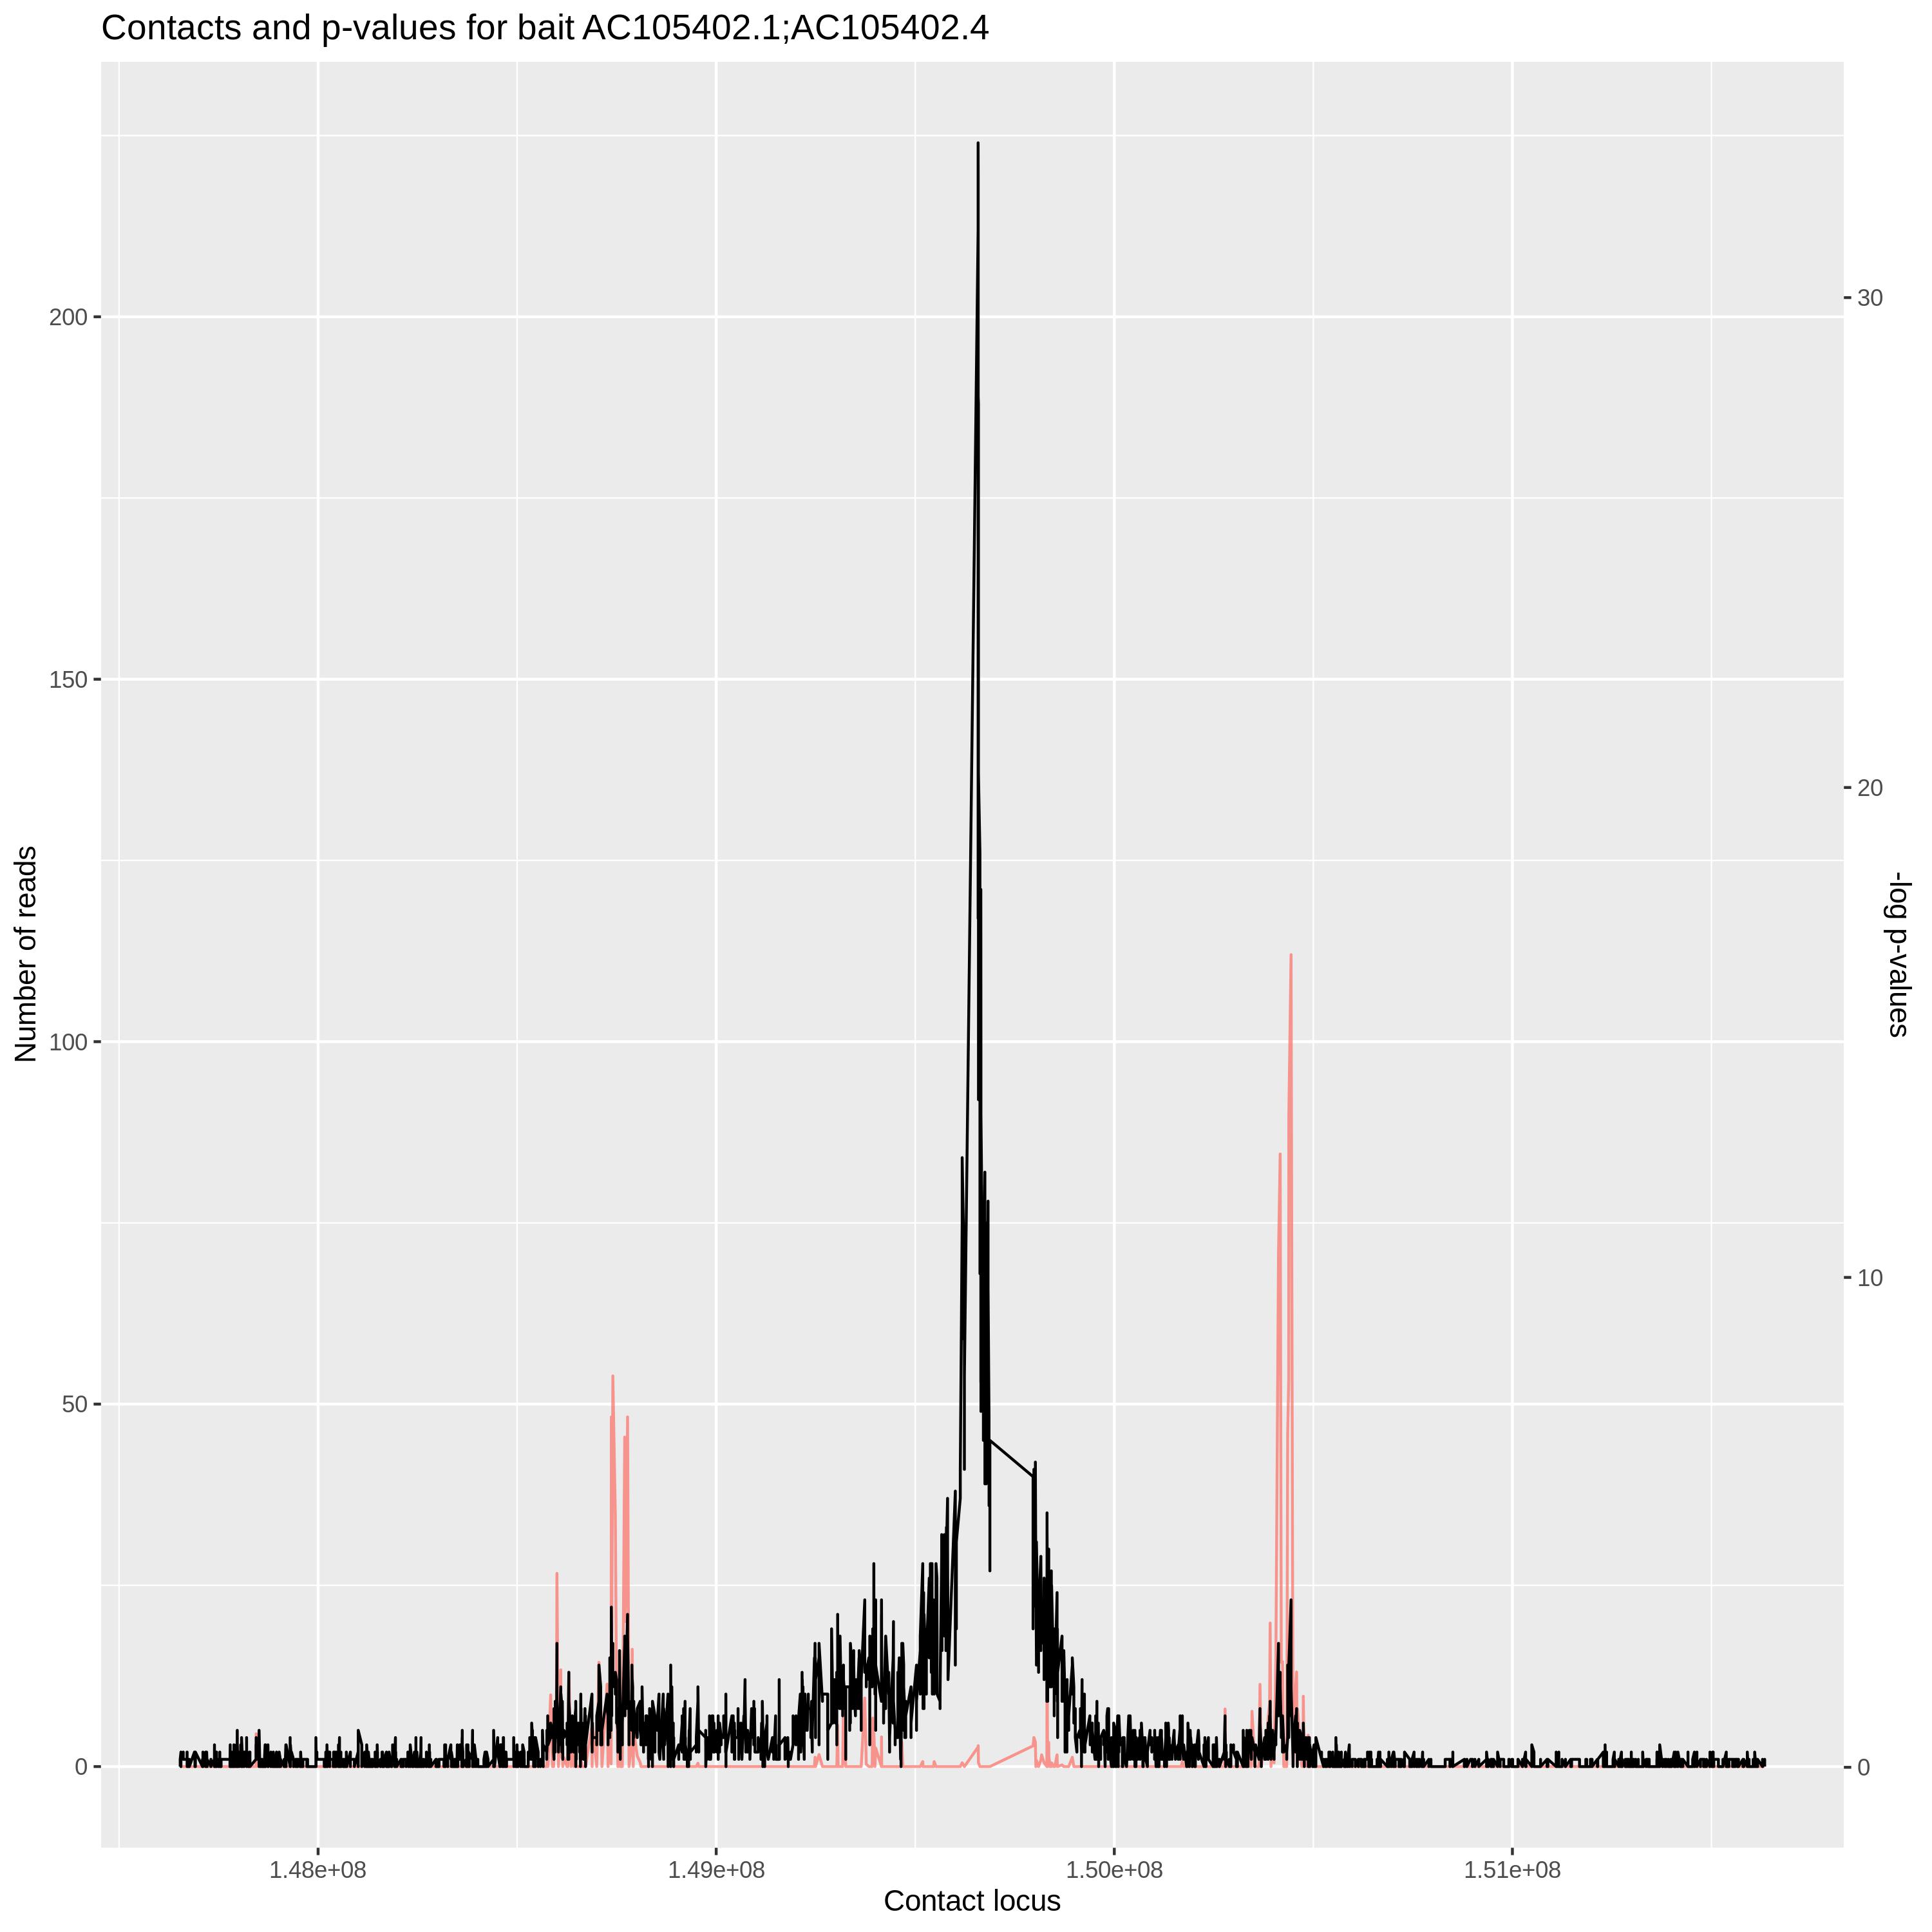 Contacts and p-values for bait AC105402.1;AC105402.4
Number of reads
200
150
100
50
0
30
20
10
0
-log p-values
1.48e+08
1.49e+08
1.50e+08
1.51e+08
Contact locus